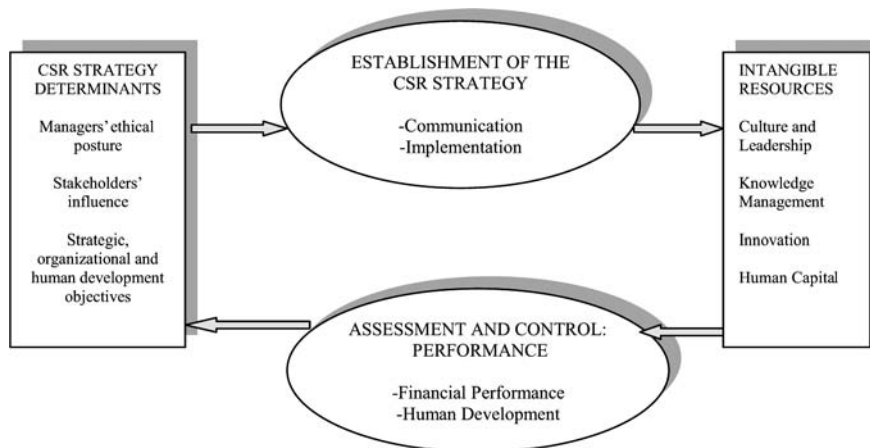 CSR STRATEGY
DETERMINANTS
Managers' ethical
posture
Stakeholders'
influence
Strategic,
organizational and
human development
objectives
ESTABLISHMENT OF THE
CSR STRATEGY
-Communication
-Implementation
INTANGIBLE
RESOURCES
Culture and
Leadership
Knowledge
Management
Innovation
Human Capital
ASSESSMENT AND CONTROL:
PERFORMANCE
-Financial Performance
-Human Development